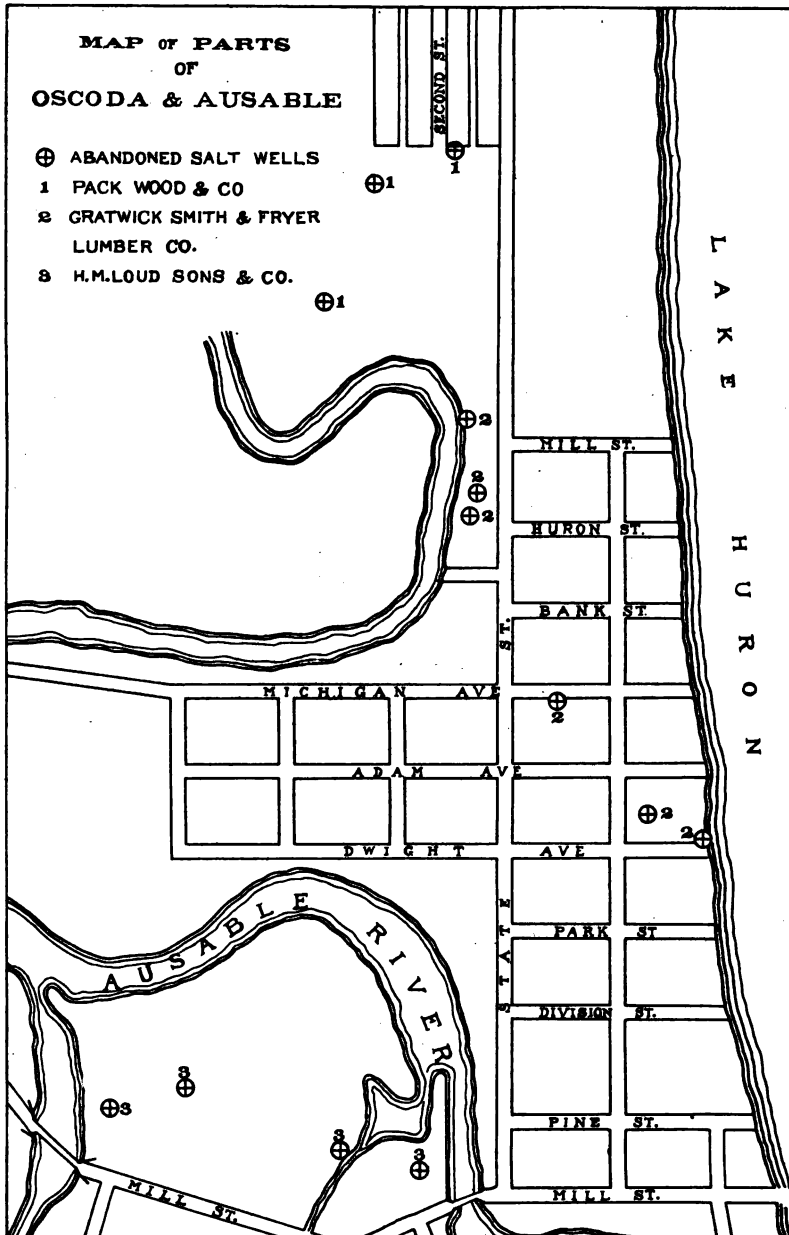 MAP OF PARTS
OF
OSCODA & AUSABLE
⊕ ABANDONED SALT WELLS
1 PACK WOOD & CO
2 GRATWICK SMITH & FRYER
LUMBER CO.
3 H.M.LOUD SONS & CO.
SECOND ST.
1
1
1
LAKE HURON
2
MILL ST.
2
2
HURON ST.
BANK ST.
MICHIGAN AVE
2
ADAM AVE
2
2
DWIGHT AVE
STATE ST.
PARK ST
AUSABLE RIVER
DIVISION ST.
3
3
PINE ST.
3
3
MILL ST.
MILL ST.